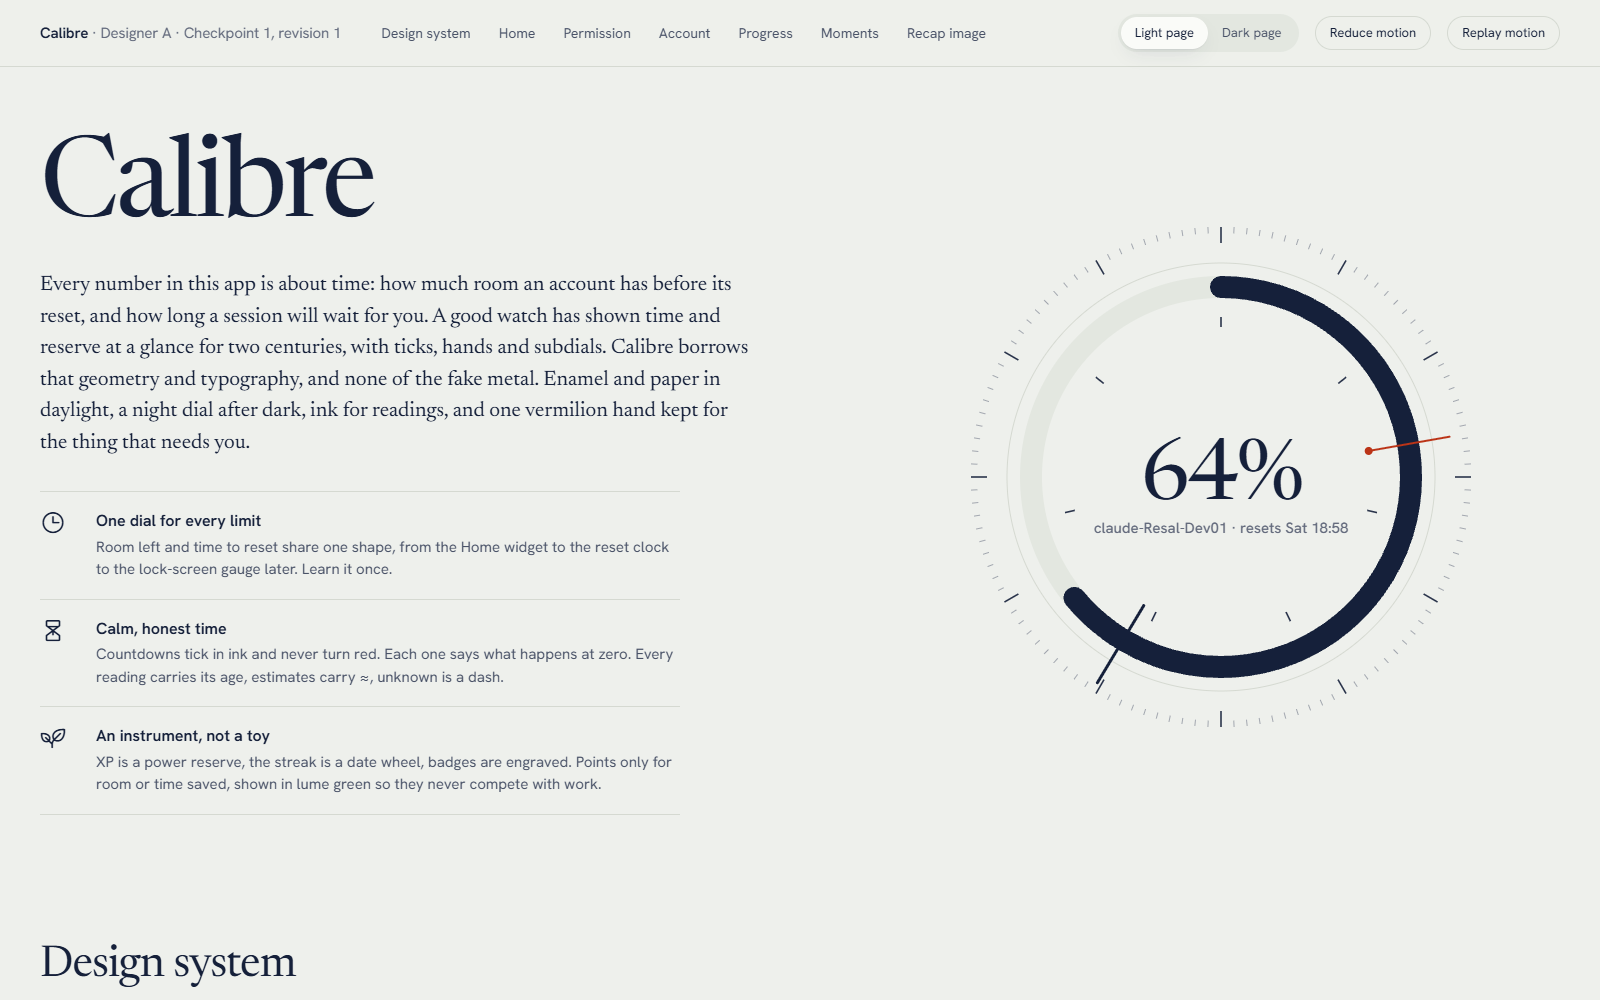 Calibre · Designer A · Checkpoint 1, revision 1
Design system
Home
Permission
Account
Progress
Moments
Recap image
Light page
Dark page
Reduce motion
Replay motion
Calibre
Every number in this app is about time: how much room an account has before its
reset, and how long a session will wait for you. A good watch has shown time and
reserve at a glance for two centuries, with ticks, hands and subdials. Calibre borrows
that geometry and typography, and none of the fake metal. Enamel and paper in
daylight, a night dial after dark, ink for readings, and one vermilion hand kept for
the thing that needs you.
One dial for every limit
Room left and time to reset share one shape, from the Home widget to the reset clock
to the lock-screen gauge later. Learn it once.
Calm, honest time
Countdowns tick in ink and never turn red. Each one says what happens at zero. Every
reading carries its age, estimates carry ≈, unknown is a dash.
An instrument, not a toy
XP is a power reserve, the streak is a date wheel, badges are engraved. Points only for
room or time saved, shown in lume green so they never compete with work.
64%
claude-Resal-Dev01 · resets Sat 18:58
Design system